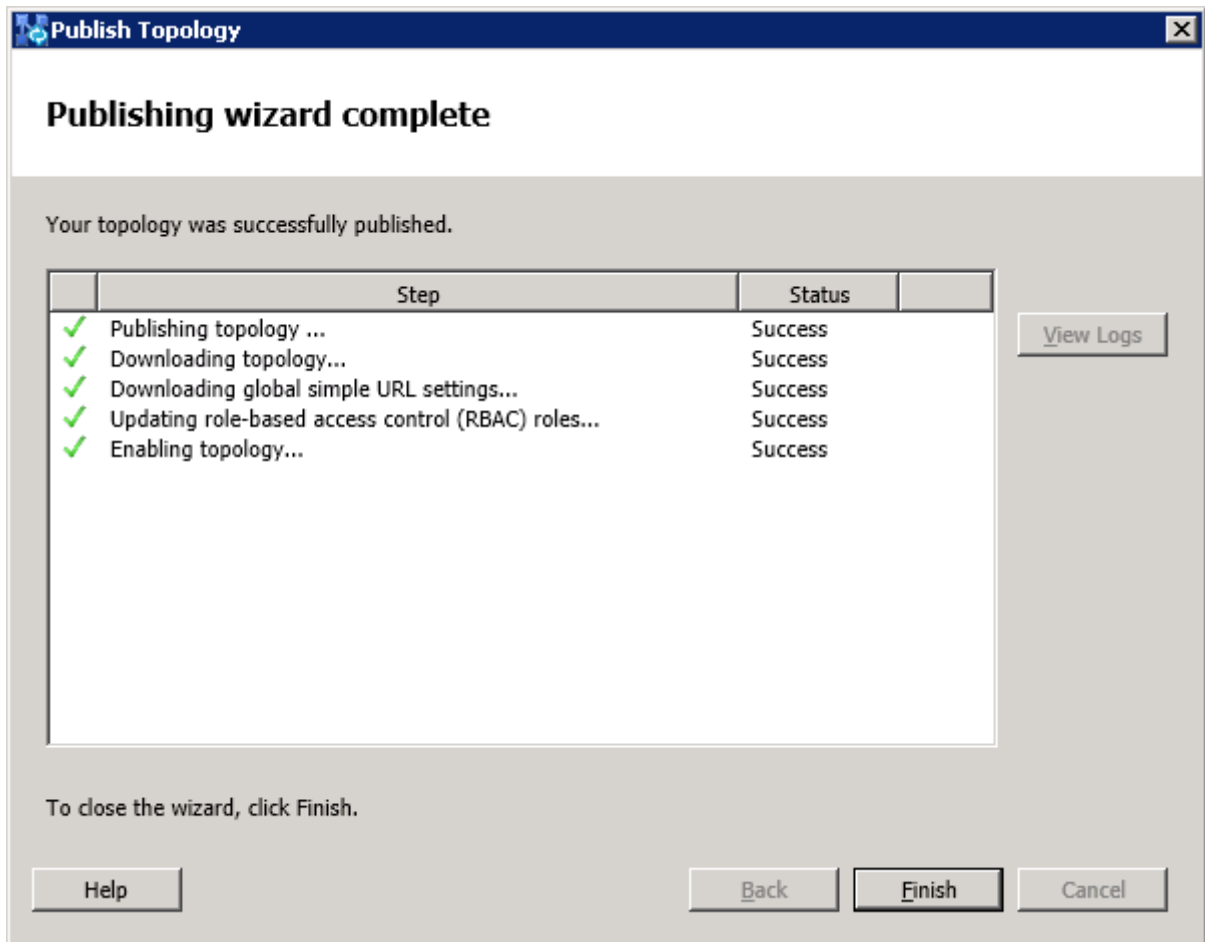 Publish Topology
Publishing wizard complete
Your topology was successfully published.
Step Status
Publishing topology ... Success
Downloading topology... Success
Downloading global simple URL settings... Success
Updating role-based access control (RBAC) roles... Success
Enabling topology... Success
View Logs
To close the wizard, click Finish.
Help Back Finish Cancel